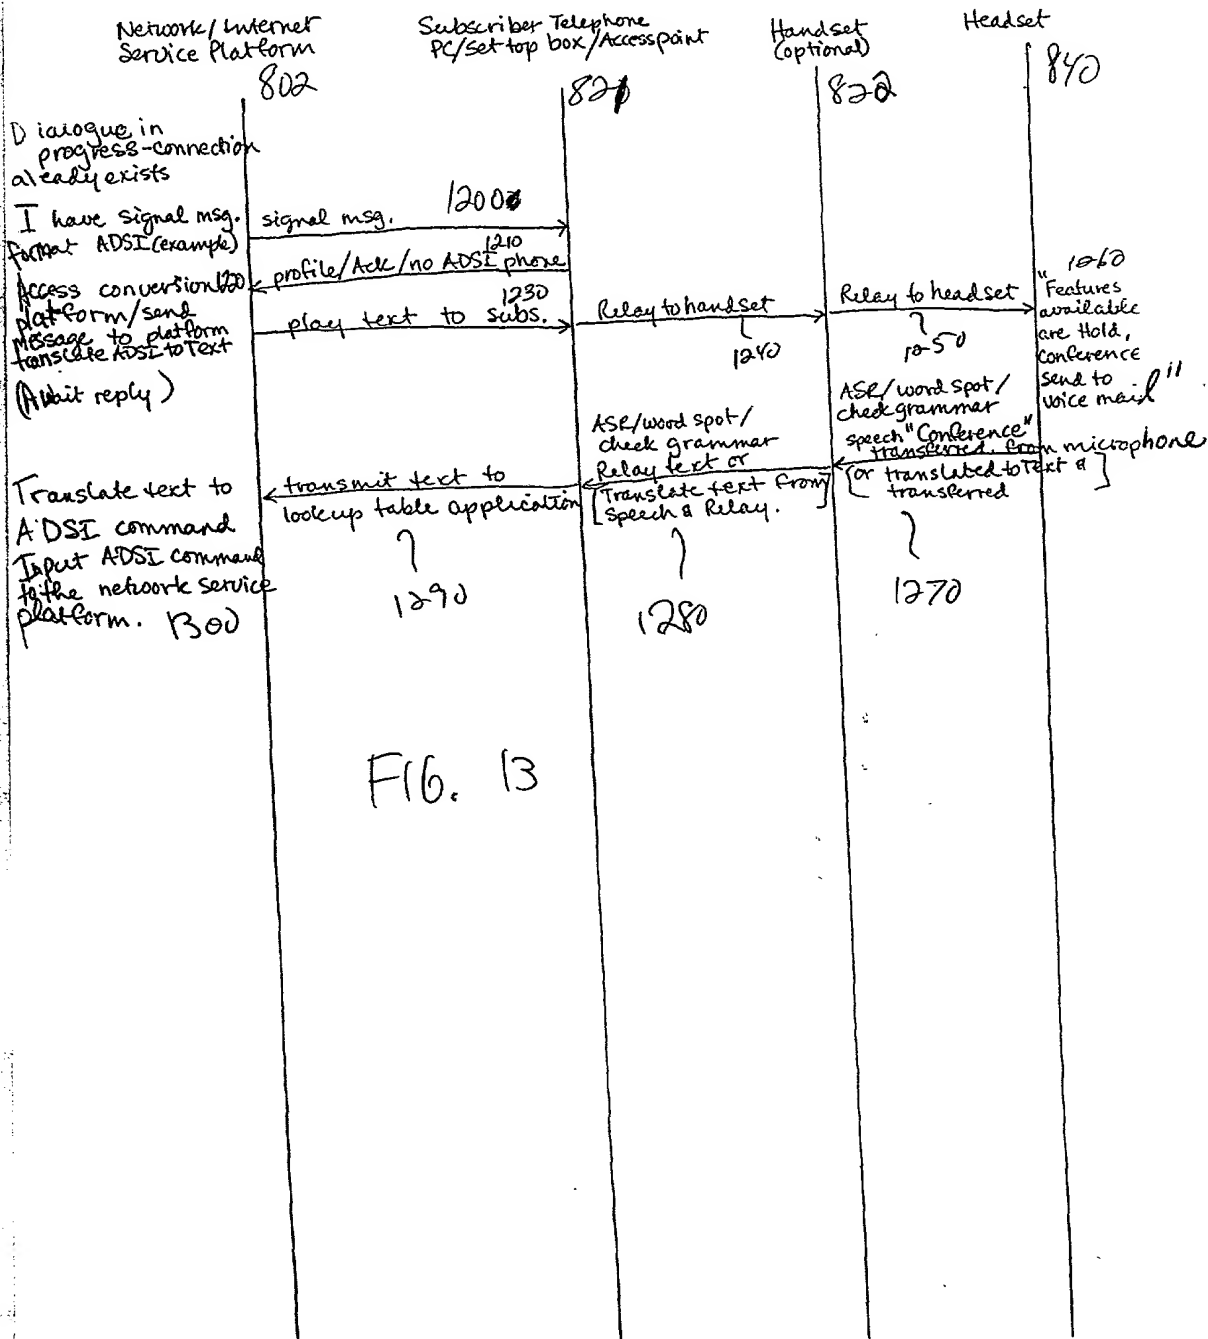 Network/Internet
Service Platform
802
Subscriber Telephone
PC/set top box/Accesspoint
821
Handset
(optional)
822
Headset
840
Dialogue in
progress-connection
already exists
I have signal msg.
format ADSI (example)
signal msg.
1200
1210
profile/Ack/no ADSI phone
Access conversion 1220
platform/send
message to platform
translate ADSI to Text
(Await reply)
1230
play text to subs.
Relay to handset
1240
Relay to headset
1250
1260
"Features
available
are Hold,
conference
send to
voice mail"
ASR/word spot/
check grammar
speech "Conference"
transferred from microphone
[or translated to Text &
transferred]
1270
ASR/word spot/
check grammar
Relay text or
[Translate text from
speech & Relay.]
1280
transmit text to
lookup table application
1290
Translate text to
ADSI command
Input ADSI command
to the network service
platform. 1300
FIG. 13